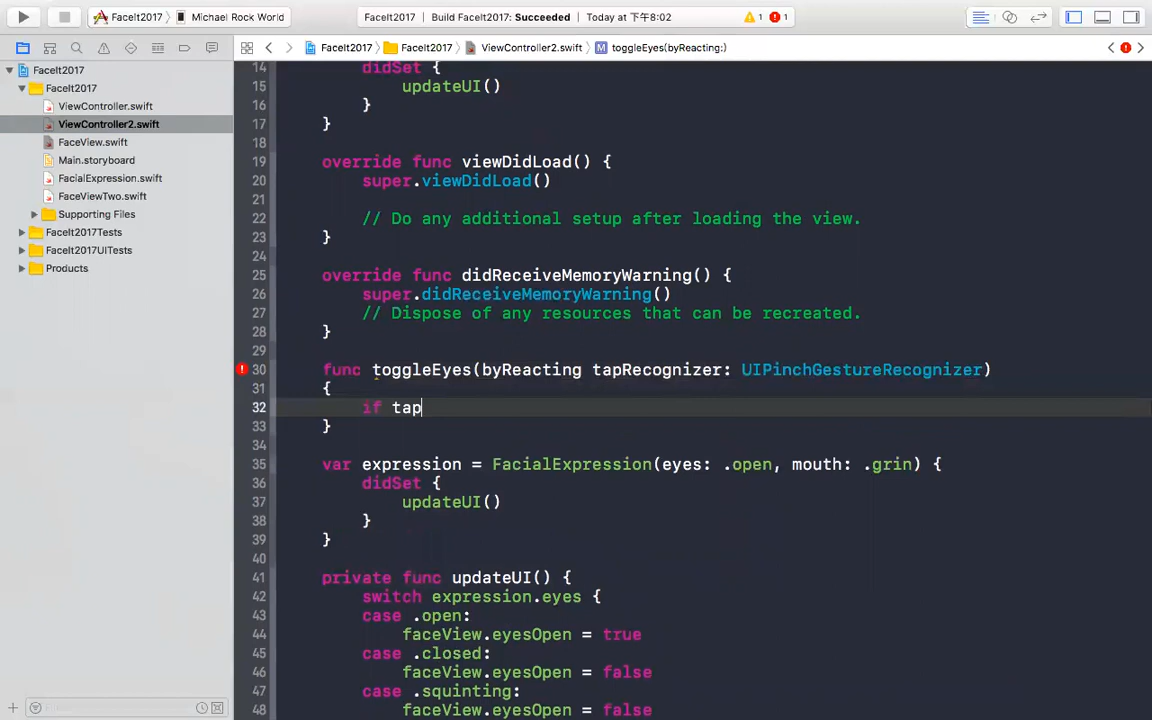 FaceIt2017 Michael Rock World FaceIt2017 Build FaceIt2017: Succeeded Today at 下午8:02 1 1
FaceIt2017 FaceIt2017 ViewController2.swift M toggleEyes(byReacting:)
FaceIt2017
FaceIt2017
ViewController.swift
ViewController2.swift
FaceView.swift
Main.storyboard
FacialExpression.swift
FaceViewTwo.swift
Supporting Files
FaceIt2017Tests
FaceIt2017UITests
Products
14 didSet {
15 updateUI()
16 }
17 }
18
19 override func viewDidLoad() {
20 super.viewDidLoad()
21
22 // Do any additional setup after loading the view.
23 }
24
25 override func didReceiveMemoryWarning() {
26 super.didReceiveMemoryWarning()
27 // Dispose of any resources that can be recreated.
28 }
29
30 func toggleEyes(byReacting tapRecognizer: UIPinchGestureRecognizer)
31 {
32 if tap
33 }
34
35 var expression = FacialExpression(eyes: .open, mouth: .grin) {
36 didSet {
37 updateUI()
38 }
39 }
40
41 private func updateUI() {
42 switch expression.eyes {
43 case .open:
44 faceView.eyesOpen = true
45 case .closed:
46 faceView.eyesOpen = false
47 case .squinting:
48 faceView.eyesOpen = false